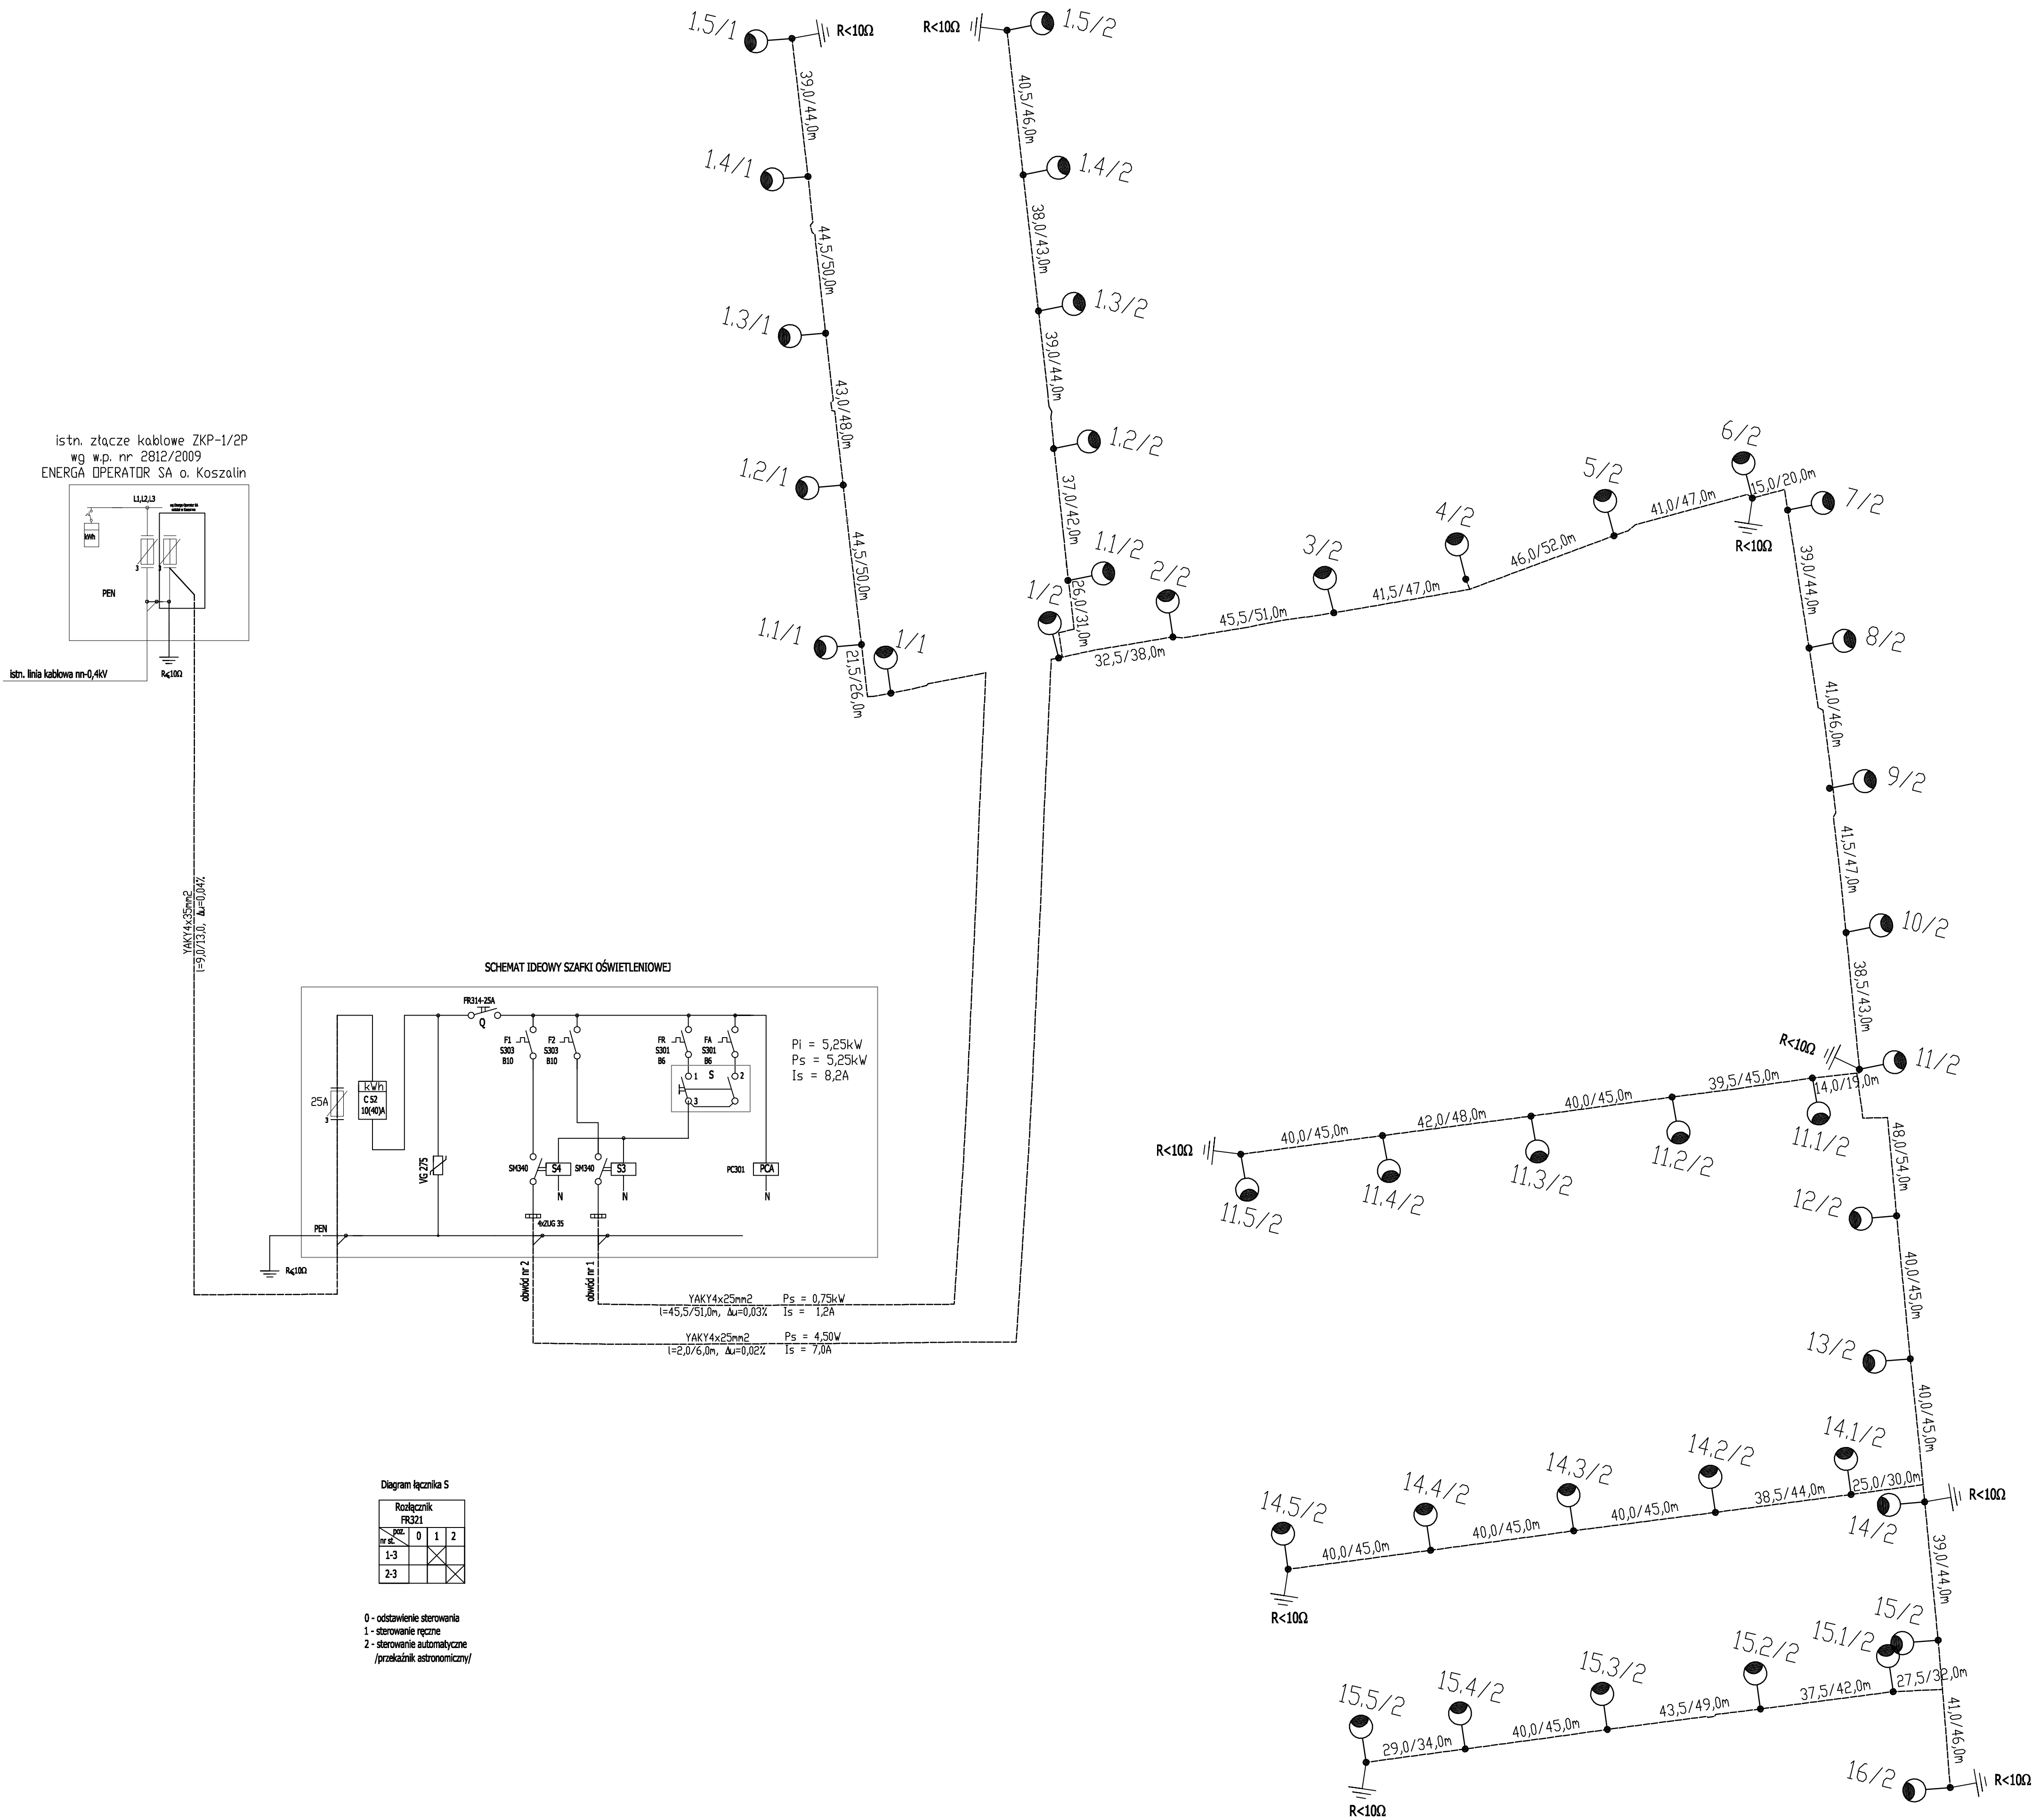 1.5/1
R<10Ω
R<10Ω
1.5/2
39,0/44,0m
40,5/46,0m
1.4/1
1.4/2
44,5/50,0m
38,0/43,0m
1.3/1
1.3/2
43,0/48,0m
39,0/44,0m
1.2/1
1.2/2
44,5/50,0m
37,0/42,0m
1.1/1
1/1
21,5/26,0m
1.1/2
26,0/31,0m
1/2
2/2
32,5/38,0m
45,5/51,0m
3/2
41,5/47,0m
4/2
46,0/52,0m
5/2
41,0/47,0m
6/2
15,0/20,0m
R<10Ω
7/2
39,0/44,0m
8/2
41,0/46,0m
9/2
41,5/47,0m
10/2
38,5/43,0m
R<10Ω
11/2
14,0/19,0m
39,5/45,0m
40,0/45,0m
42,0/48,0m
40,0/45,0m
R<10Ω
11.1/2
11.2/2
11.3/2
11.4/2
11.5/2
48,0/54,0m
12/2
40,0/45,0m
13/2
40,0/45,0m
14.1/2
25,0/30,0m
14/2
R<10Ω
14.2/2
38,5/44,0m
14.3/2
40,0/45,0m
14.4/2
40,0/45,0m
14.5/2
40,0/45,0m
R<10Ω
39,0/44,0m
15/2
15.1/2
27,5/32,0m
15.2/2
37,5/42,0m
15.3/2
43,5/49,0m
15.4/2
40,0/45,0m
15.5/2
29,0/34,0m
R<10Ω
41,0/46,0m
16/2
R<10Ω
istn. złącze kablowe ZKP-1/2P
wg w.p. nr 2812/2009
ENERGA OPERATOR SA o. Koszalin
L1,L2,L3
kWh
3
3
PEN
R⩽10Ω
istn. linia kablowa nn-0,4kV
YAKY4x35mm2
l=9,0/13,0, Δu=0,04%
SCHEMAT IDEOWY SZAFKI OŚWIETLENIOWEJ
FR314-25A
Q
F1
S303
B10
F2
S303
B10
FR
S301
B6
FA
S301
B6
Pi = 5,25kW
Ps = 5,25kW
Is = 8,2A
1
S
2
3
25A
3
kWh
C 52
10(40)A
VG 275
SM340
S4
SM340
S3
PC301
PCA
N
N
N
4xZUG 35
PEN
R⩽10Ω
obwód nr 2
obwód nr 1
YAKY4x25mm2 Ps = 0,75kW
l=45,5/51,0m, Δu=0,03% Is = 1,2A
YAKY4x25mm2 Ps = 4,50W
l=2,0/6,0m, Δu=0,02% Is = 7,0A
Diagram łącznika S
Rozłącznik
FR321
poz.
nr st.
0 1 2
1-3
2-3
0 - odstawienie sterowania
1 - sterowanie ręczne
2 - sterowanie automatyczne
/przekaźnik astronomiczny/